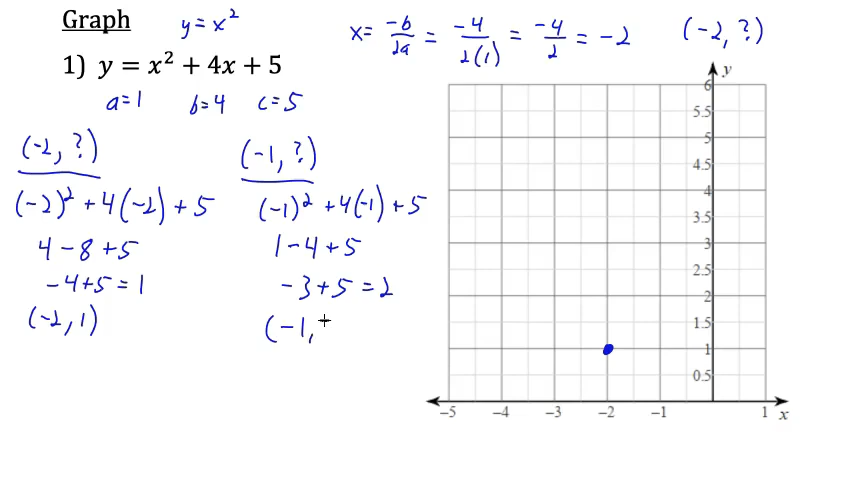 Graph y = x²
x = -b/2a = -4/2(1) = -4/2 = -2 (-2, ?)
1) y = x² + 4x + 5
a=1 b=4 c=5
(-2, ?)
(-2)² + 4(-2) + 5
4 - 8 + 5
-4+5 = 1
(-2, 1)
(-1, ?)
(-1)² + 4(-1) + 5
1 - 4 + 5
-3 + 5 = 2
(-1,
y
6
5.5
5
4.5
4
3.5
3
2.5
2
1.5
1
0.5
-5 -4 -3 -2 -1 1 x